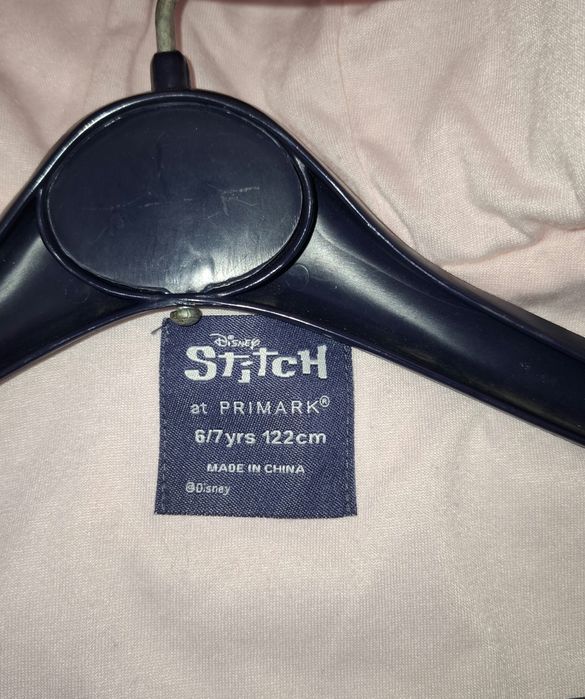 Disney
STitCH
at PRIMARK®
6/7yrs 122cm
MADE IN CHINA
©Disney